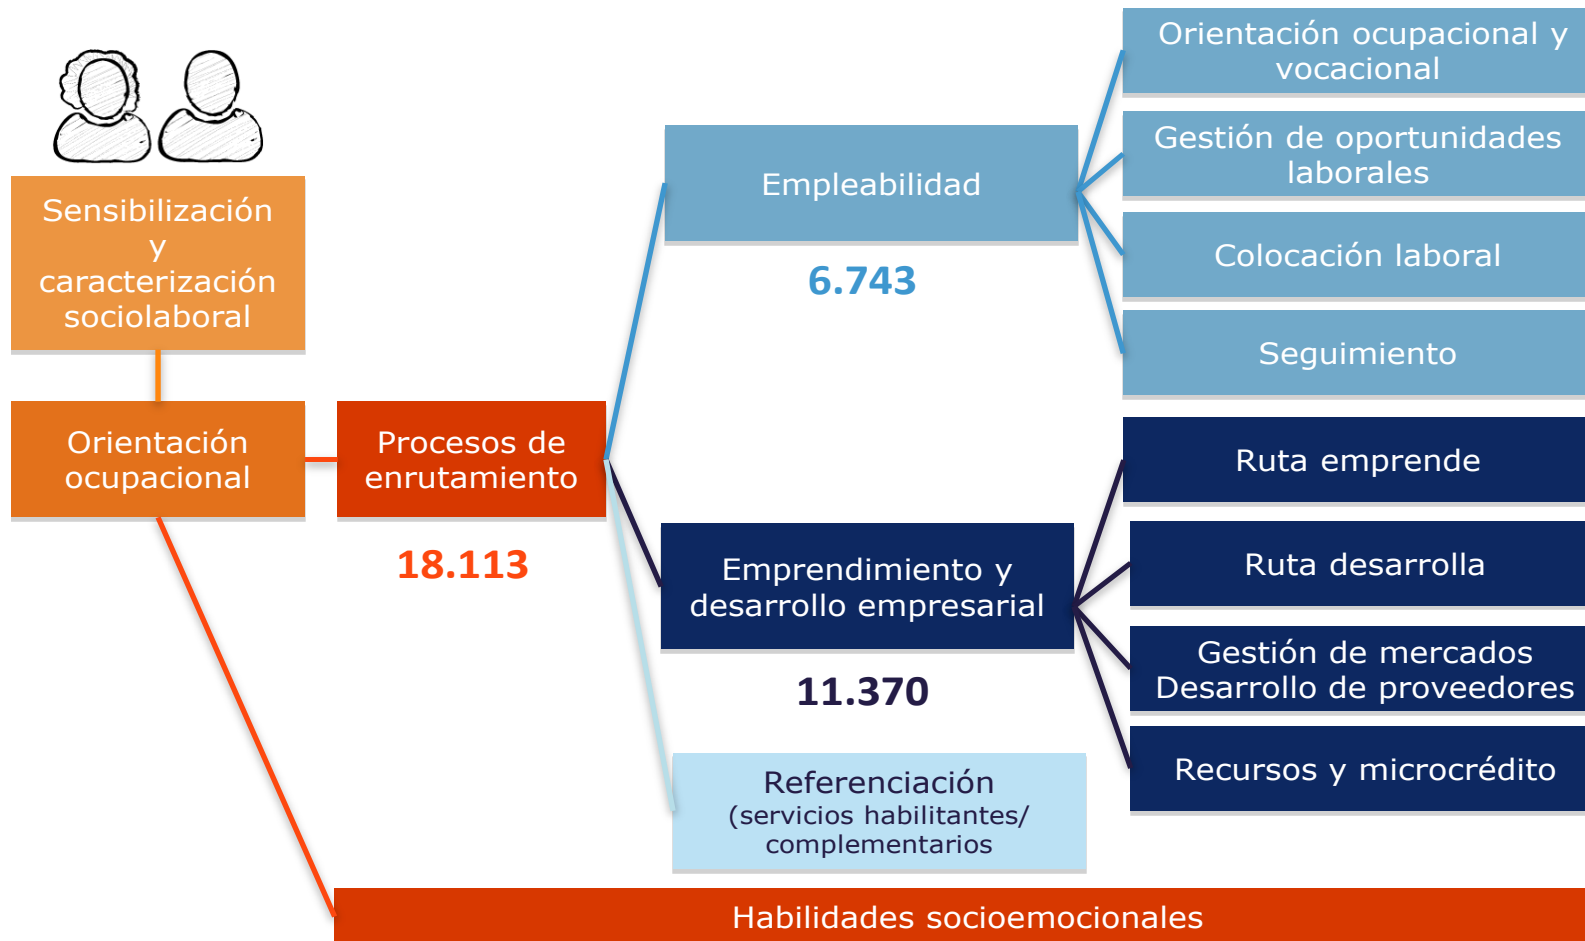 Sensibilización
y
caracterización
sociolaboral
Orientación
ocupacional
Procesos de
enrutamiento
18.113
Empleabilidad
6.743
Orientación ocupacional y
vocacional
Gestión de oportunidades
laborales
Colocación laboral
Seguimiento
Emprendimiento y
desarrollo empresarial
11.370
Ruta emprende
Ruta desarrolla
Gestión de mercados
Desarrollo de proveedores
Recursos y microcrédito
Referenciación
(servicios habilitantes/
complementarios
Habilidades socioemocionales